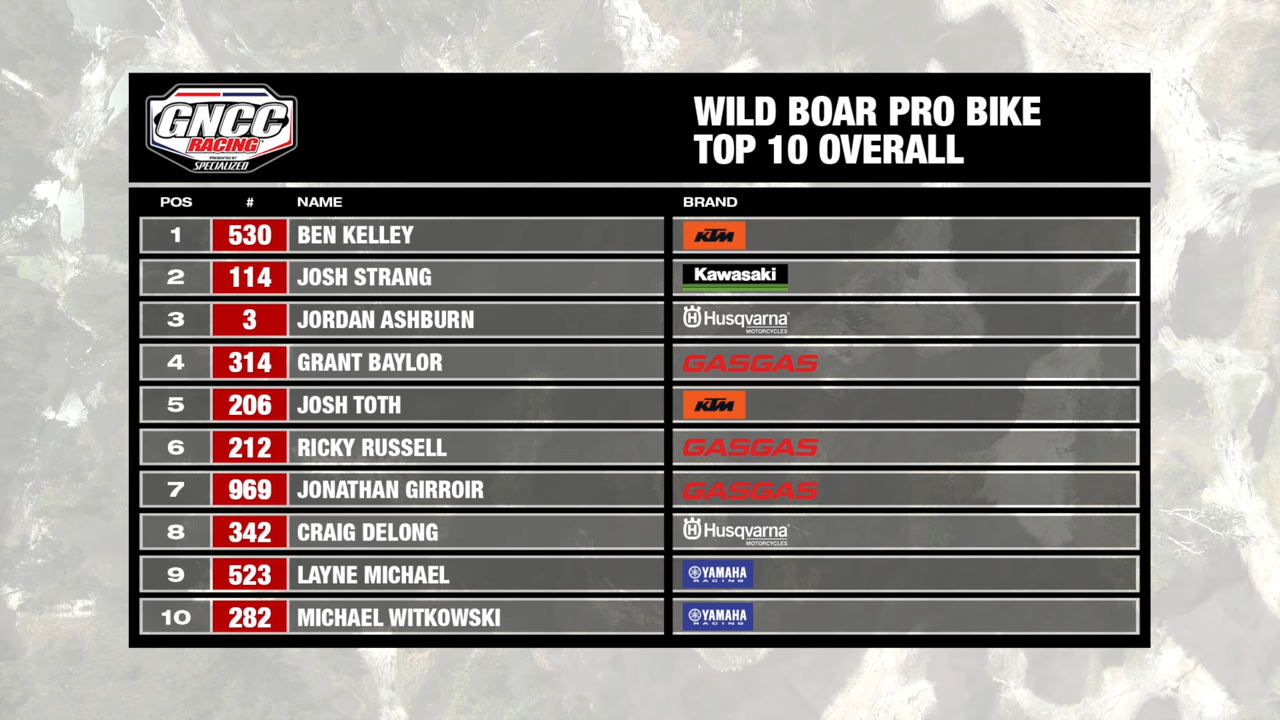 GNCC
RACING
PRESENTED BY
SPECIALIZED
WILD BOAR PRO BIKE
TOP 10 OVERALL
POS # NAME BRAND
1 530 BEN KELLEY KTM
2 114 JOSH STRANG Kawasaki
3 3 JORDAN ASHBURN Husqvarna MOTORCYCLES
4 314 GRANT BAYLOR GASGAS
5 206 JOSH TOTH KTM
6 212 RICKY RUSSELL GASGAS
7 969 JONATHAN GIRROIR GASGAS
8 342 CRAIG DELONG Husqvarna MOTORCYCLES
9 523 LAYNE MICHAEL YAMAHA RACING
10 282 MICHAEL WITKOWSKI YAMAHA RACING